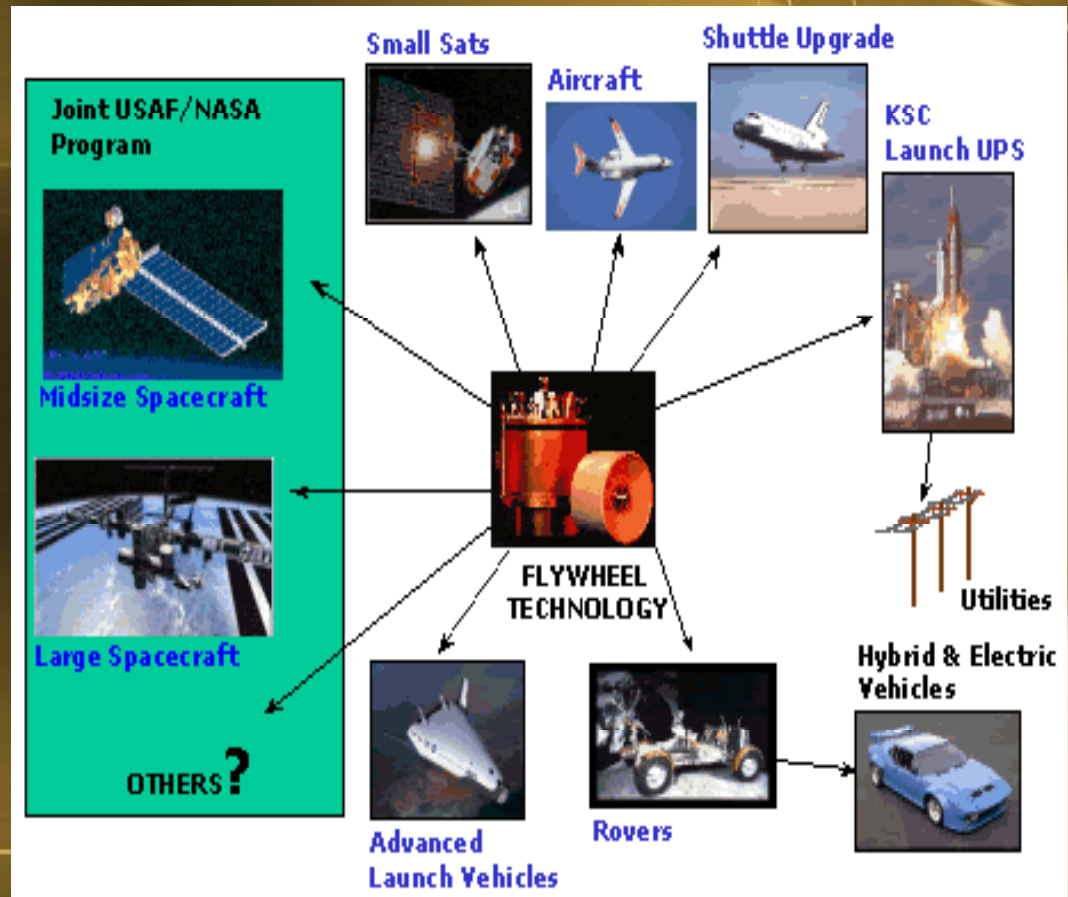 Small Sats
Aircraft
Shuttle Upgrade
KSC
Launch UPS
Joint USAF/NASA
Program
Midsize Spacecraft
Large Spacecraft
OTHERS?
FLYWHEEL
TECHNOLOGY
Utilities
Hybrid & Electric
Vehicles
Advanced
Launch Vehicles
Rovers